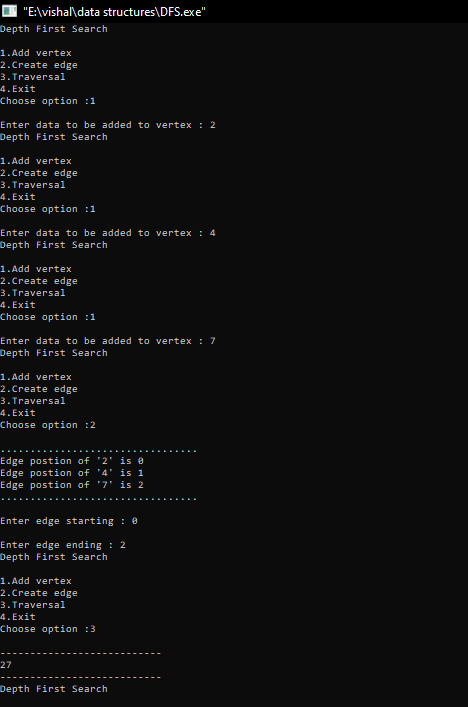 "E:\vishal\data structures\DFS.exe"
Depth First Search
1.Add vertex
2.Create edge
3.Traversal
4.Exit
Choose option :1
Enter data to be added to vertex : 2
Depth First Search
1.Add vertex
2.Create edge
3.Traversal
4.Exit
Choose option :1
Enter data to be added to vertex : 4
Depth First Search
1.Add vertex
2.Create edge
3.Traversal
4.Exit
Choose option :1
Enter data to be added to vertex : 7
Depth First Search
1.Add vertex
2.Create edge
3.Traversal
4.Exit
Choose option :2
.................................
Edge postion of '2' is 0
Edge postion of '4' is 1
Edge postion of '7' is 2
.................................
Enter edge starting : 0
Enter edge ending : 2
Depth First Search
1.Add vertex
2.Create edge
3.Traversal
4.Exit
Choose option :3
---------------------------
27
---------------------------
Depth First Search